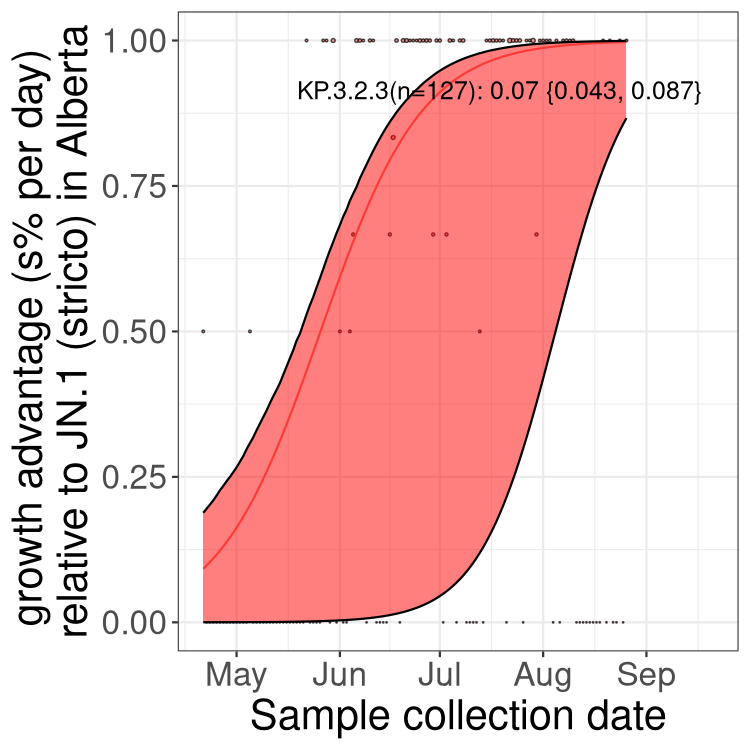 growth advantage (s% per day)
relative to JN.1 (stricto) in Alberta
1.00
0.75
0.50
0.25
0.00
KP.3.2.3(n=127): 0.07 {0.043, 0.087}
May Jun Jul Aug Sep
Sample collection date